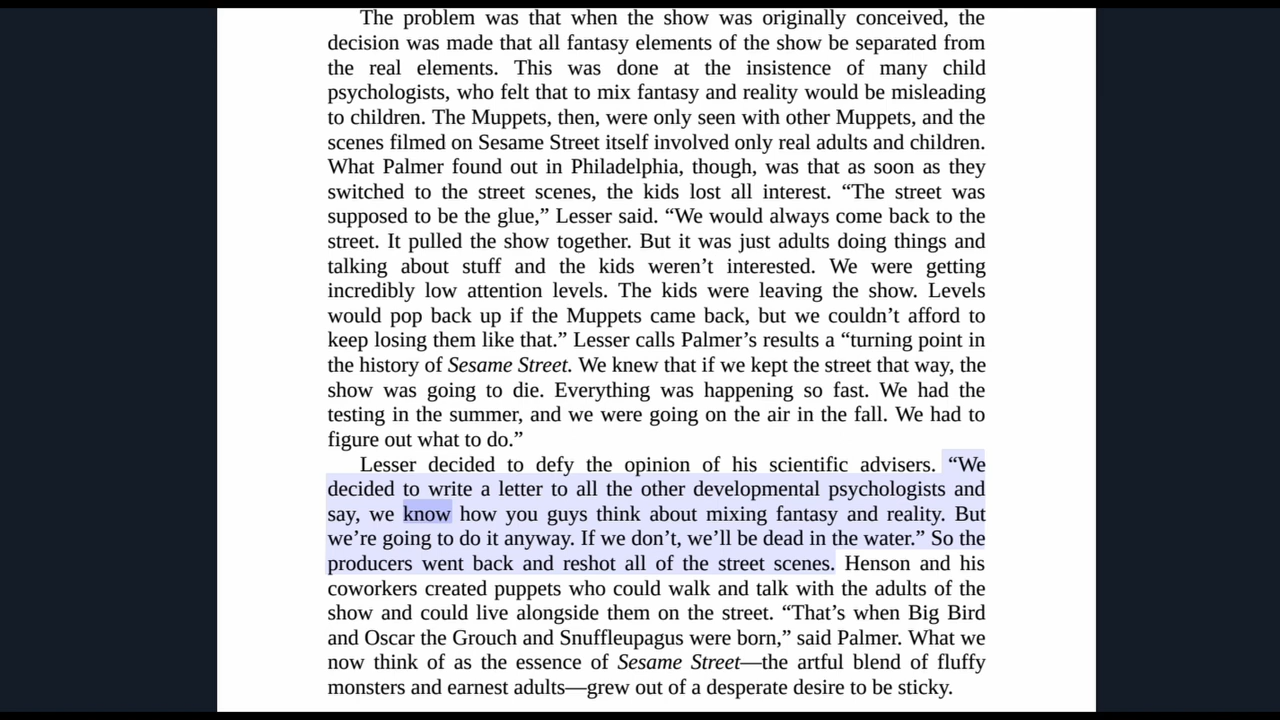 The problem was that when the show was originally conceived, the
decision was made that all fantasy elements of the show be separated from
the real elements. This was done at the insistence of many child
psychologists, who felt that to mix fantasy and reality would be misleading
to children. The Muppets, then, were only seen with other Muppets, and the
scenes filmed on Sesame Street itself involved only real adults and children.
What Palmer found out in Philadelphia, though, was that as soon as they
switched to the street scenes, the kids lost all interest. “The street was
supposed to be the glue,” Lesser said. “We would always come back to the
street. It pulled the show together. But it was just adults doing things and
talking about stuff and the kids weren’t interested. We were getting
incredibly low attention levels. The kids were leaving the show. Levels
would pop back up if the Muppets came back, but we couldn’t afford to
keep losing them like that.” Lesser calls Palmer’s results a “turning point in
the history of Sesame Street. We knew that if we kept the street that way, the
show was going to die. Everything was happening so fast. We had the
testing in the summer, and we were going on the air in the fall. We had to
figure out what to do.”
Lesser decided to defy the opinion of his scientific advisers. “We
decided to write a letter to all the other developmental psychologists and
say, we know how you guys think about mixing fantasy and reality. But
we’re going to do it anyway. If we don’t, we’ll be dead in the water.” So the
producers went back and reshot all of the street scenes. Henson and his
coworkers created puppets who could walk and talk with the adults of the
show and could live alongside them on the street. “That’s when Big Bird
and Oscar the Grouch and Snuffleupagus were born,” said Palmer. What we
now think of as the essence of Sesame Street—the artful blend of fluffy
monsters and earnest adults—grew out of a desperate desire to be sticky.